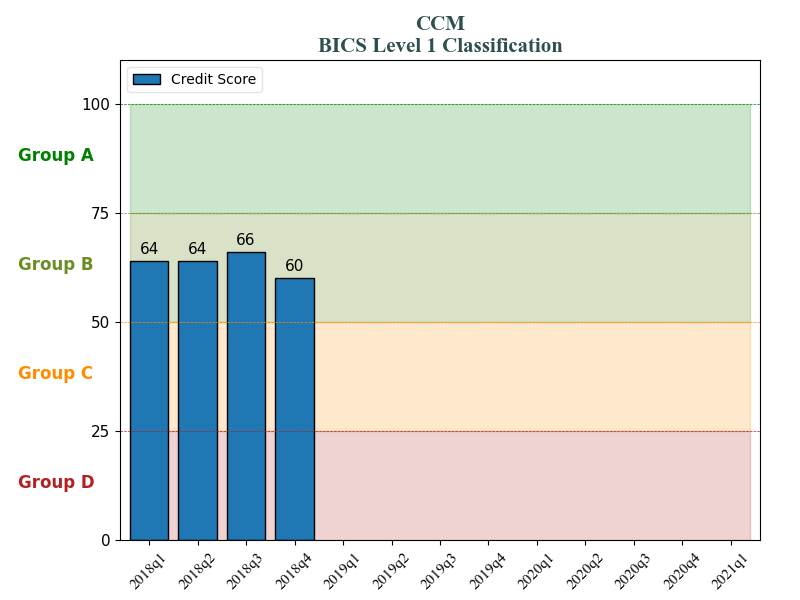 CCM
BICS Level 1 Classification
Credit Score
100
Group A
75
64
64
66
60
Group B
50
Group C
25
Group D
0
2018q1
2018q2
2018q3
2018q4
2019q1
2019q2
2019q3
2019q4
2020q1
2020q2
2020q3
2020q4
2021q1